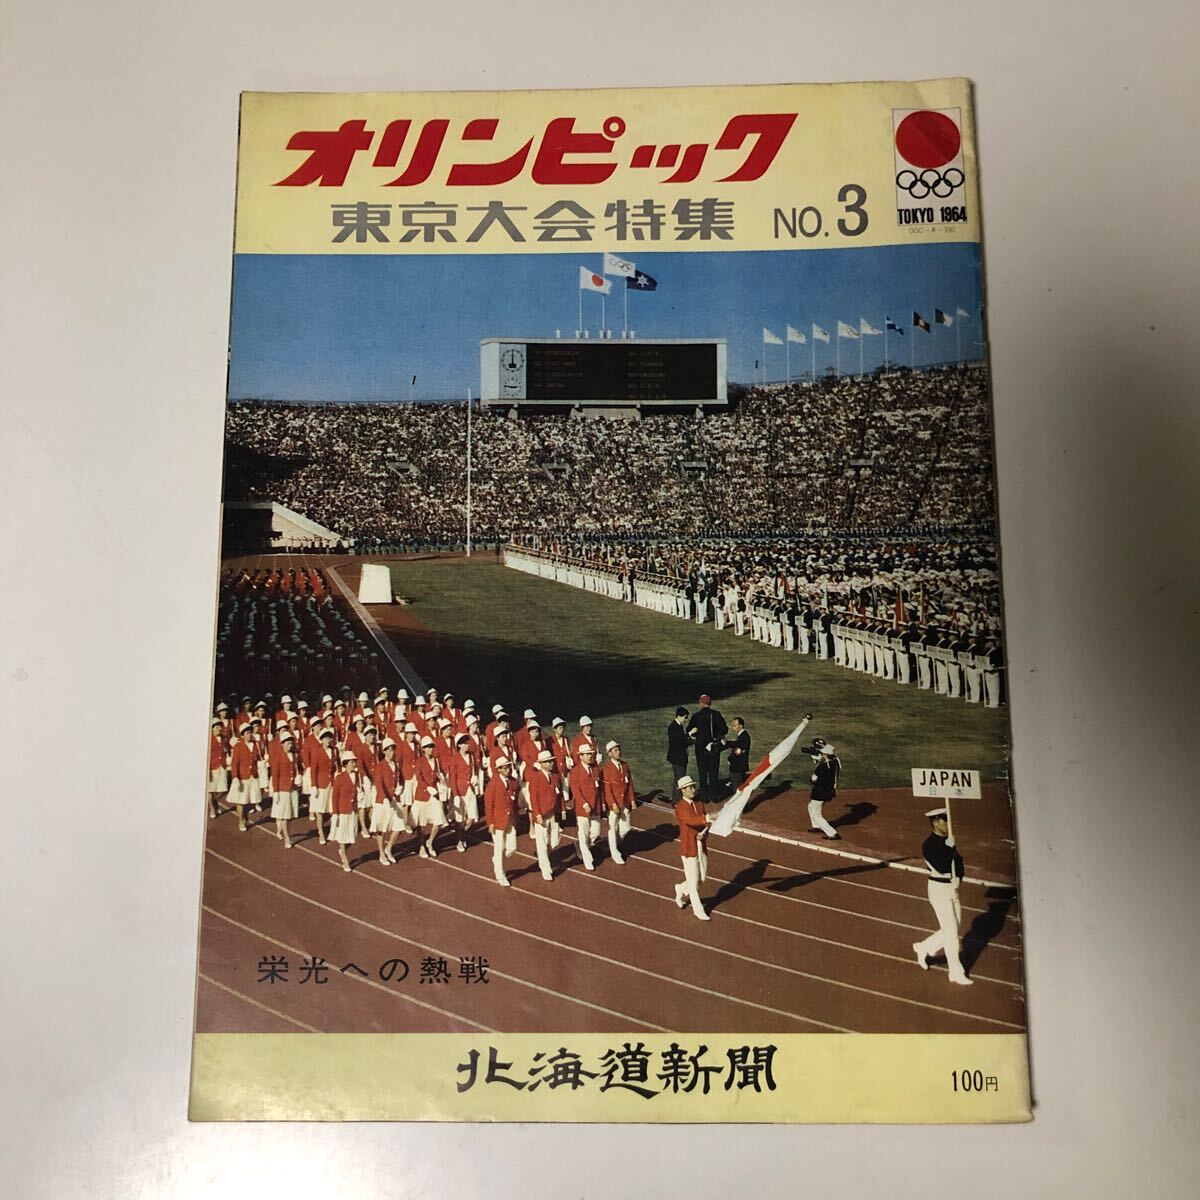 オリンピック
東京大会特集 NO.3
TOKYO 1964
JAPAN
日本
栄光への熱戦
北海道新聞
100円